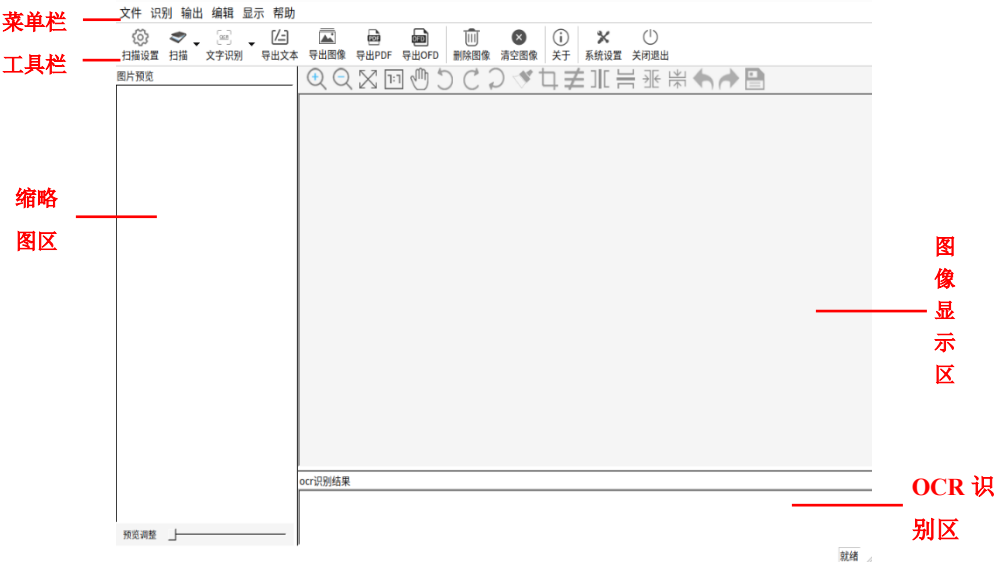 菜单栏
文件 识别 输出 编辑 显示 帮助
工具栏
扫描设置 扫描 文字识别 导出文本 导出图像 导出PDF 导出OFD 删除图像 清空图像 关于 系统设置 关闭退出
图片预览
1:1
缩略
图区
图
像
显
示
区
ocr识别结果
OCR 识
别区
预览调整
就绪